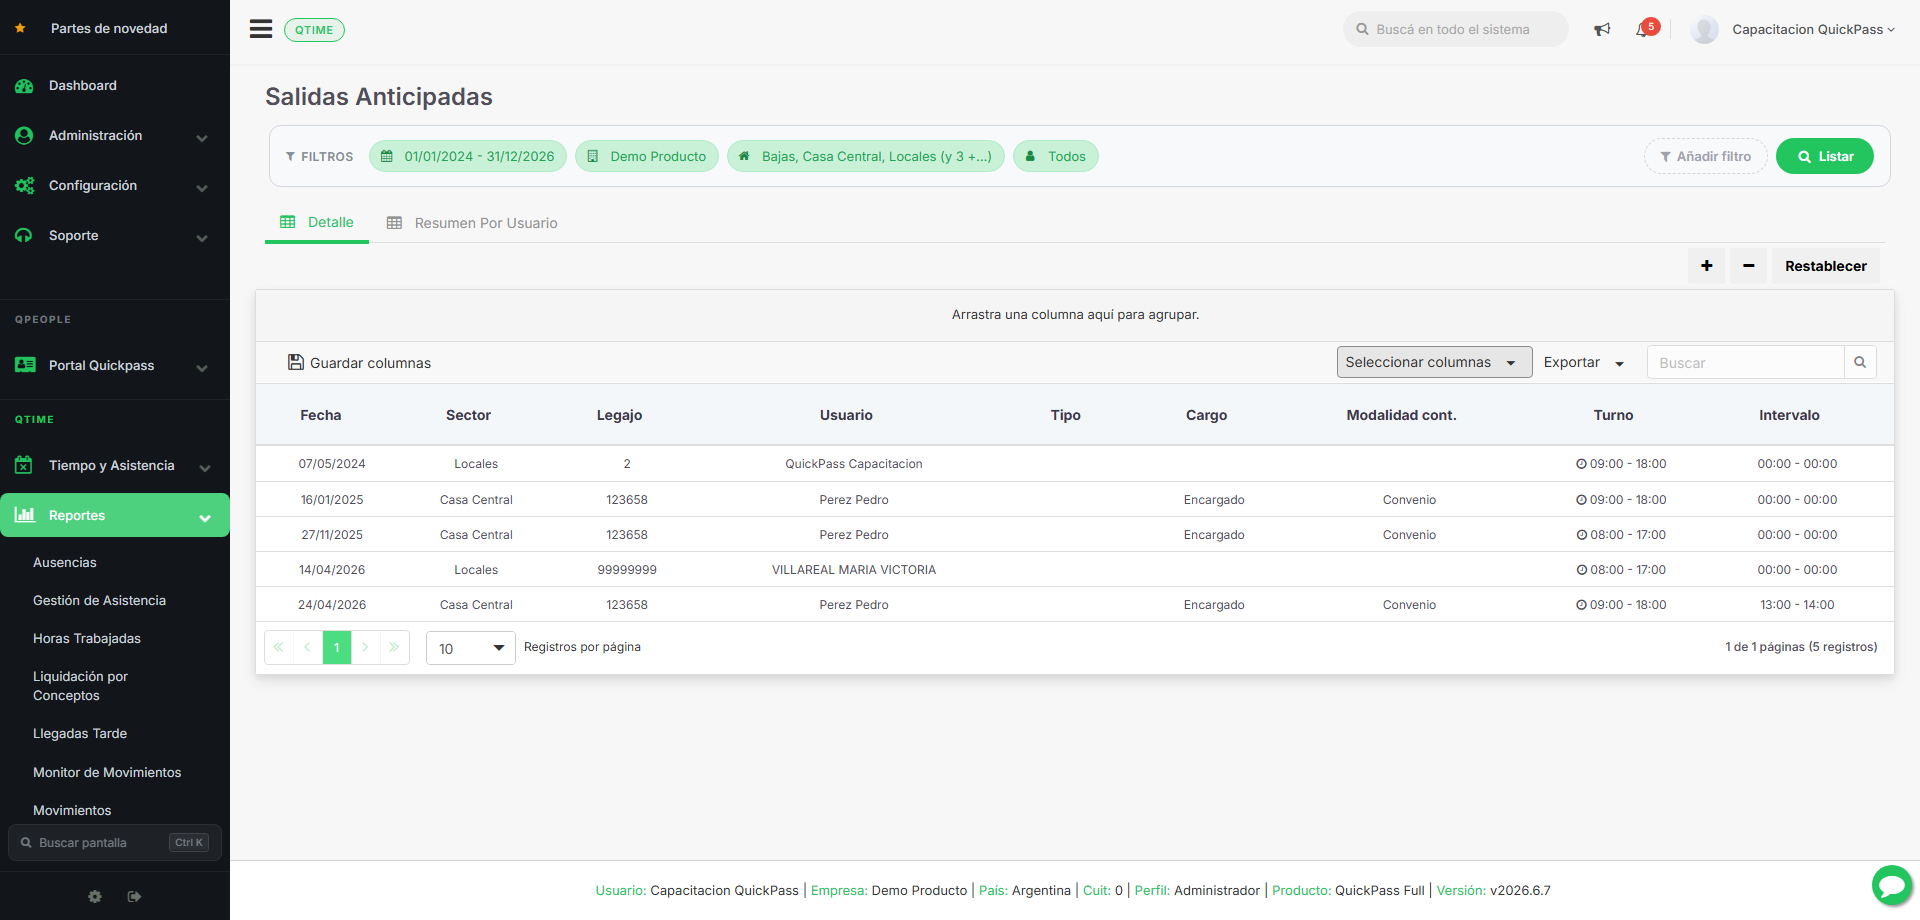 Partes de novedad
Dashboard
Administración
Configuración
Soporte
QPEOPLE
Portal Quickpass
QTIME
Tiempo y Asistencia
Reportes
Ausencias
Gestión de Asistencia
Horas Trabajadas
Liquidación por
Conceptos
Llegadas Tarde
Monitor de Movimientos
Movimientos
Buscar pantalla Ctrl K
QTIME
Buscá en todo el sistema
5
Capacitacion QuickPass
Salidas Anticipadas
FILTROS 01/01/2024 - 31/12/2026 Demo Producto Bajas, Casa Central, Locales (y 3 +...) Todos Añadir filtro Listar
Detalle Resumen Por Usuario
+ − Restablecer
Arrastra una columna aquí para agrupar.
Guardar columnas Seleccionar columnas Exportar Buscar
Fecha Sector Legajo Usuario Tipo Cargo Modalidad cont. Turno Intervalo
07/05/2024 Locales 2 QuickPass Capacitacion 09:00 - 18:00 00:00 - 00:00
16/01/2025 Casa Central 123658 Perez Pedro Encargado Convenio 09:00 - 18:00 00:00 - 00:00
27/11/2025 Casa Central 123658 Perez Pedro Encargado Convenio 08:00 - 17:00 00:00 - 00:00
14/04/2026 Locales 99999999 VILLAREAL MARIA VICTORIA 08:00 - 17:00 00:00 - 00:00
24/04/2026 Casa Central 123658 Perez Pedro Encargado Convenio 09:00 - 18:00 13:00 - 14:00
« ‹ 1 › » 10 Registros por página 1 de 1 páginas (5 registros)
Usuario: Capacitacion QuickPass | Empresa: Demo Producto | País: Argentina | Cuit: 0 | Perfil: Administrador | Producto: QuickPass Full | Versión: v2026.6.7